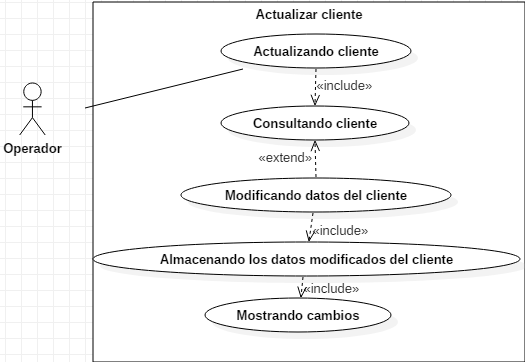 Actualizar cliente
Actualizando cliente
«include»
Operador
Consultando cliente
«extend»
Modificando datos del cliente
«include»
Almacenando los datos modificados del cliente
«include»
Mostrando cambios